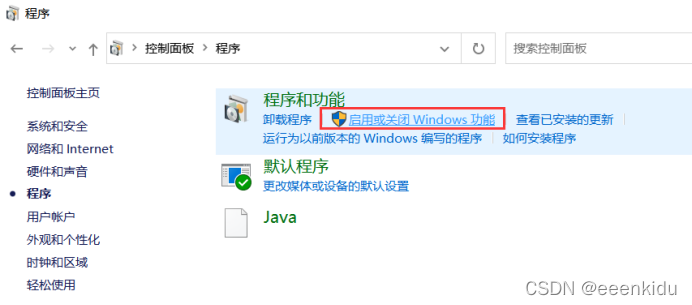 程序
控制面板 > 程序
搜索控制面板
控制面板主页
系统和安全
网络和 Internet
硬件和声音
程序
用户帐户
外观和个性化
时钟和区域
轻松使用
程序和功能
卸载程序 启用或关闭 Windows 功能 查看已安装的更新
运行为以前版本的 Windows 编写的程序 如何安装程序
默认程序
更改媒体或设备的默认设置
Java
CSDN @eeenkidu